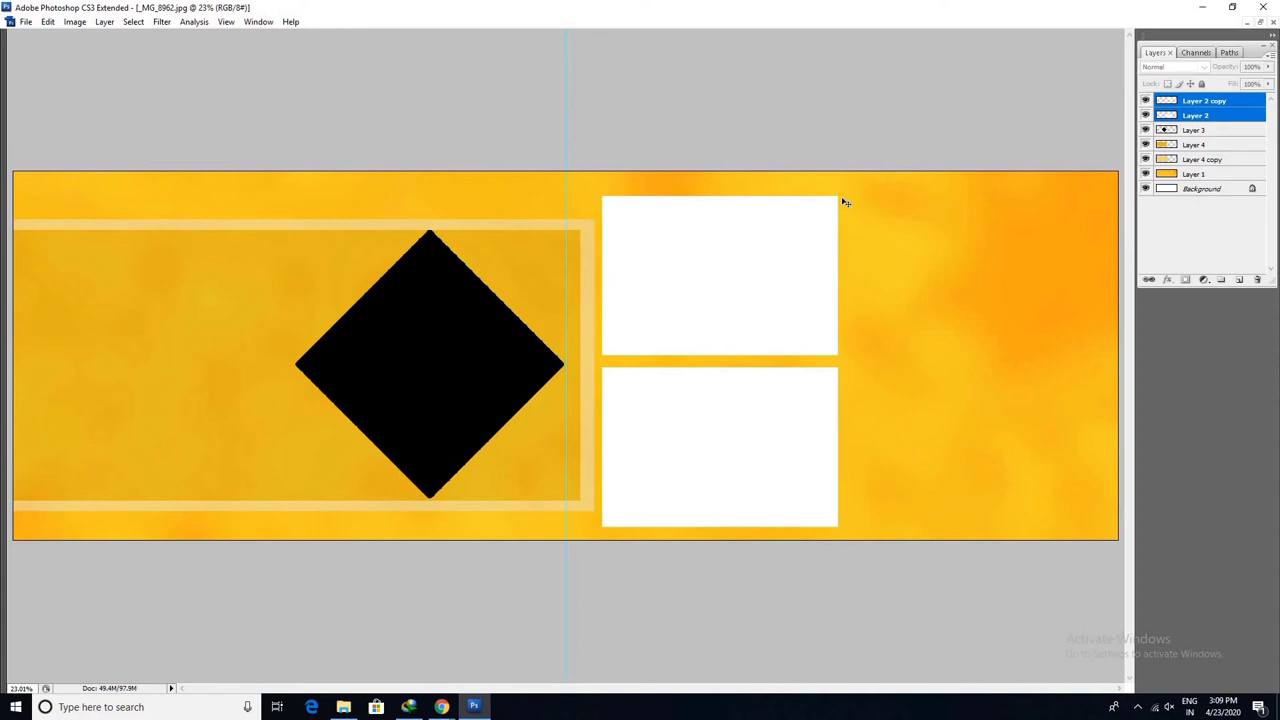 Adobe Photoshop CS3 Extended - [_MG_8962.jpg @ 23% (RGB/8#)]
File Edit Image Layer Select Filter Analysis View Window Help
Layers Channels Paths
Normal Opacity: 100%
Lock: Fill: 100%
Layer 2 copy
Layer 2
Layer 3
Layer 4
Layer 4 copy
Layer 1
Background
Activate Windows
Go to Settings to activate Windows.
23.01% Doc: 49.4M/97.9M
Type here to search
ENG 3:09 PM
IN 4/23/2020